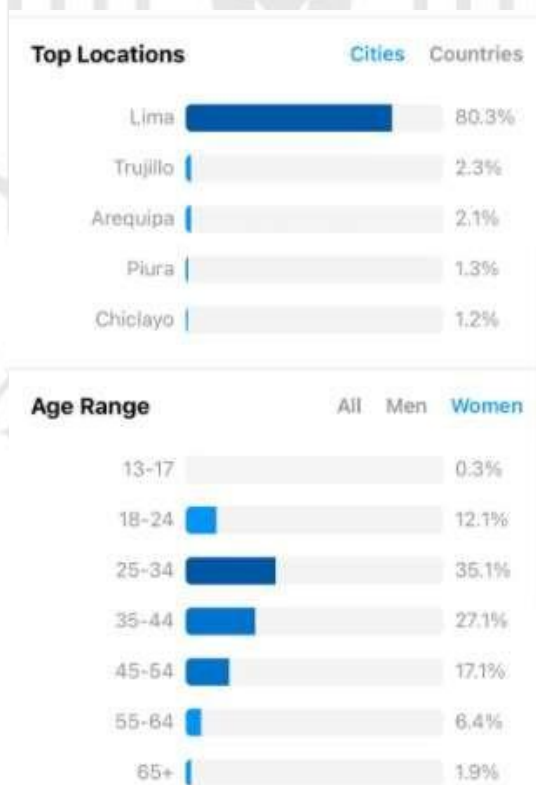 Top Locations Cities Countries
Lima 80.3%
Trujillo 2.3%
Arequipa 2.1%
Piura 1.3%
Chiclayo 1.2%
Age Range All Men Women
13-17 0.3%
18-24 12.1%
25-34 35.1%
35-44 27.1%
45-54 17.1%
55-64 6.4%
65+ 1.9%